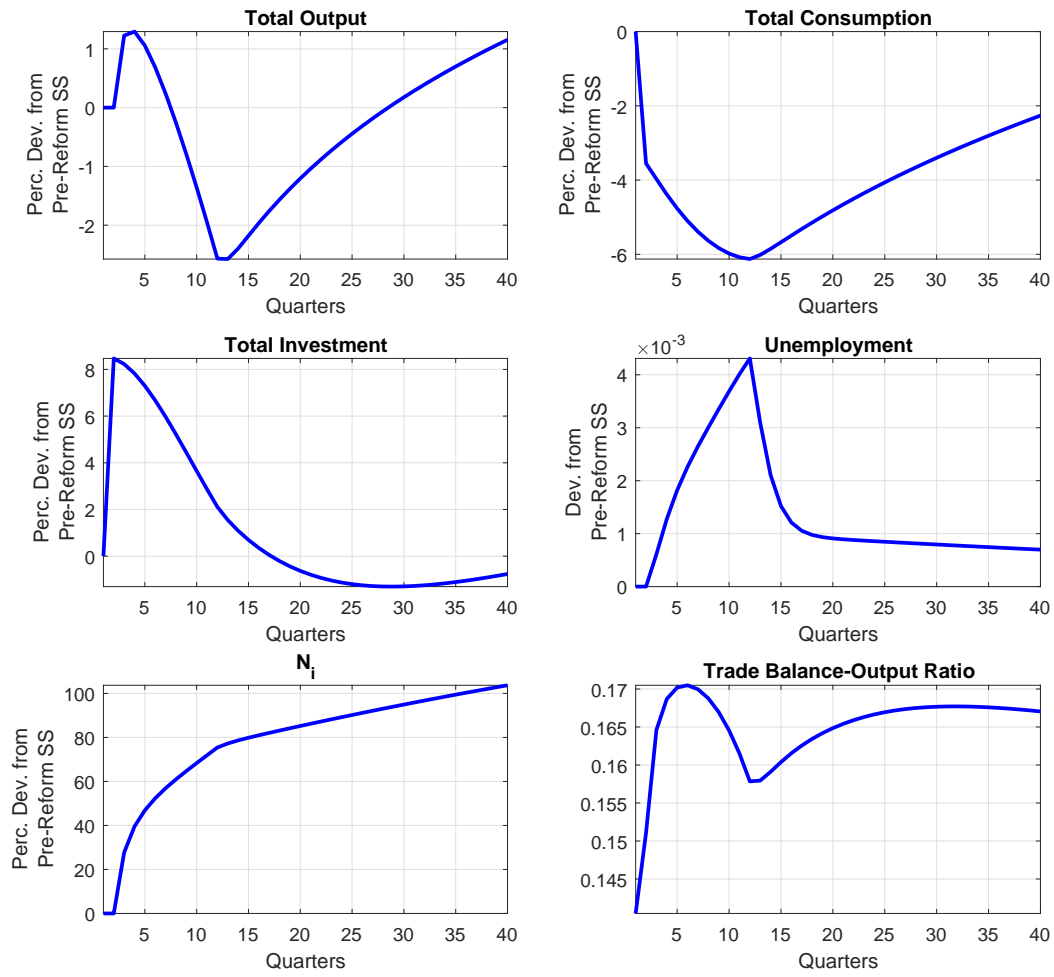 Total Output
Perc. Dev. from
Pre-Reform SS
1
0
-1
-2
5 10 15 20 25 30 35 40
Quarters
Total Consumption
Perc. Dev. from
Pre-Reform SS
0
-2
-4
-6
5 10 15 20 25 30 35 40
Quarters
Total Investment
Perc. Dev. from
Pre-Reform SS
8
6
4
2
0
5 10 15 20 25 30 35 40
Quarters
Unemployment
×10⁻³
Dev. from
Pre-Reform SS
4
3
2
1
0
5 10 15 20 25 30 35 40
Quarters
Nᵢ
Perc. Dev. from
Pre-Reform SS
100
80
60
40
20
0
5 10 15 20 25 30 35 40
Quarters
Trade Balance-Output Ratio
0.17
0.165
0.16
0.155
0.15
0.145
5 10 15 20 25 30 35 40
Quarters